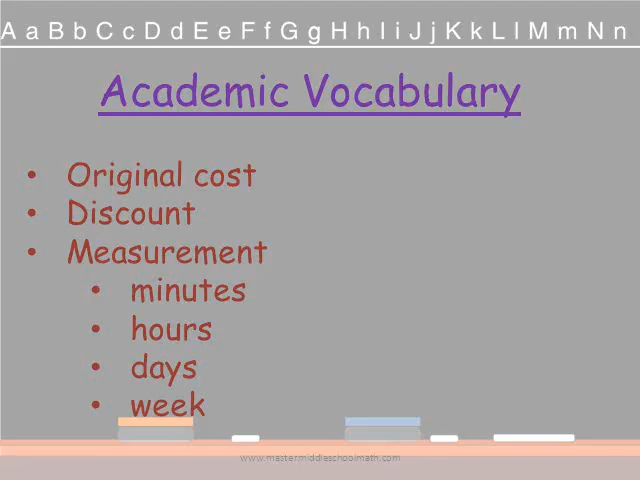 A a B b C c D d E e F f G g H h I i J j K k L l M m N n
Academic Vocabulary
• Original cost
• Discount
• Measurement
• minutes
• hours
• days
• week
www.mastermiddleschoolmath.com